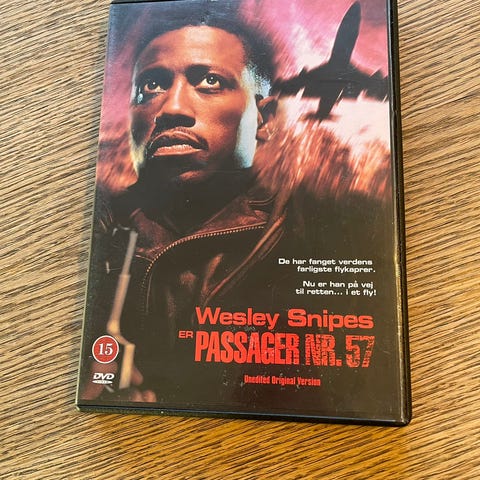 De har fanget verdens
farligste flykaprer.
Nu er han på vej
til retten... i et fly!
Wesley Snipes
ER PASSAGER NR. 57
15
DVD
Unedited Original Version